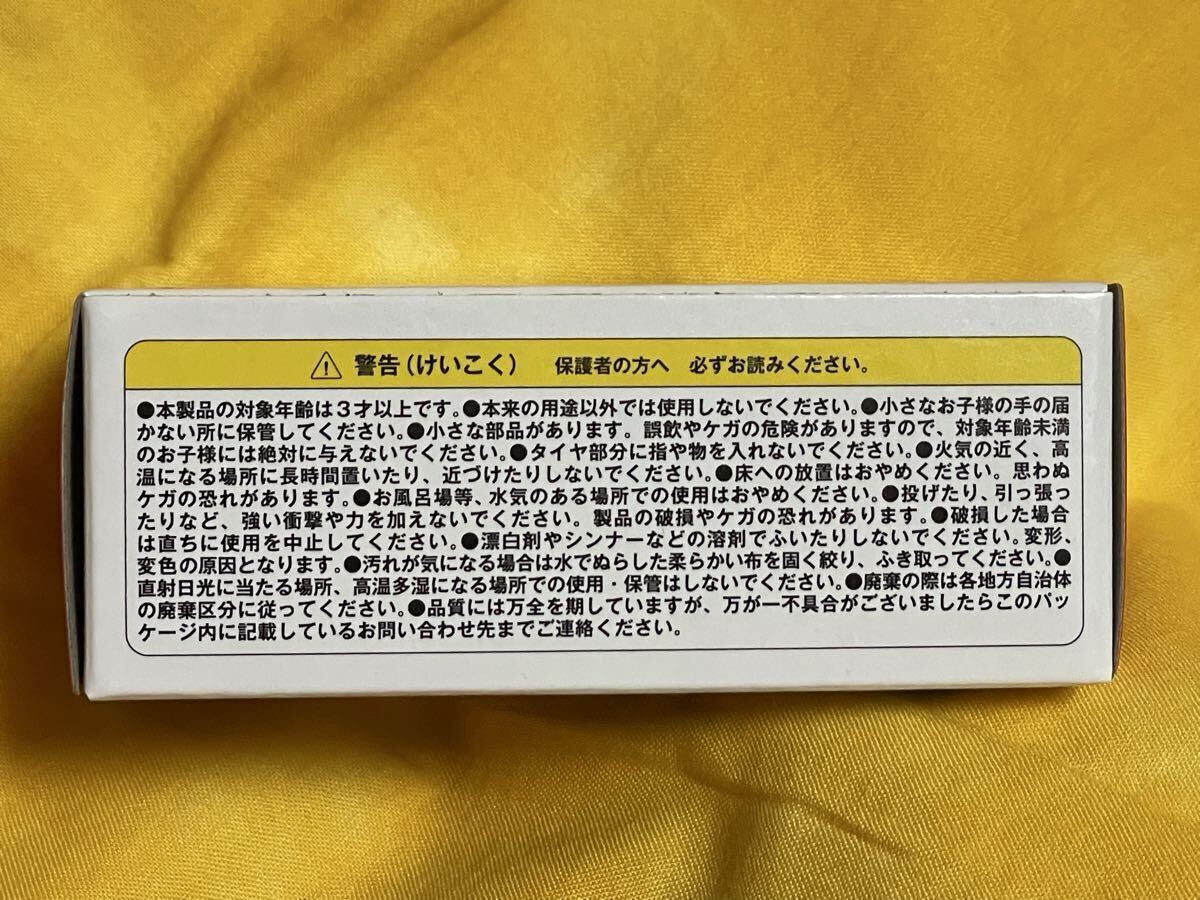 ⚠ 警告(けいこく) 保護者の方へ 必ずお読みください。
●本製品の対象年齢は3才以上です。●本来の用途以外では使用しないでください。●小さなお子様の手の届
かない所に保管してください。●小さな部品があります。誤飲やケガの危険がありますので、対象年齢未満
のお子様には絶対に与えないでください。●タイヤ部分に指や物を入れないでください。●火気の近く、高
温になる場所に長時間置いたり、近づけたりしないでください。●床への放置はおやめください。思わぬ
ケガの恐れがあります。●お風呂場等、水気のある場所での使用はおやめください。●投げたり、引っ張っ
たりなど、強い衝撃や力を加えないでください。製品の破損やケガの恐れがあります。●破損した場合
は直ちに使用を中止してください。●漂白剤やシンナーなどの溶剤でふいたりしないでください。変形、
変色の原因となります。●汚れが気になる場合は水でぬらした柔らかい布を固く絞り、ふき取ってください。●
直射日光に当たる場所、高温多湿になる場所での使用・保管はしないでください。●廃棄の際は各地方自治体
の廃棄区分に従ってください。●品質には万全を期していますが、万が一不具合がございましたらこのパッ
ケージ内に記載しているお問い合わせ先までご連絡ください。